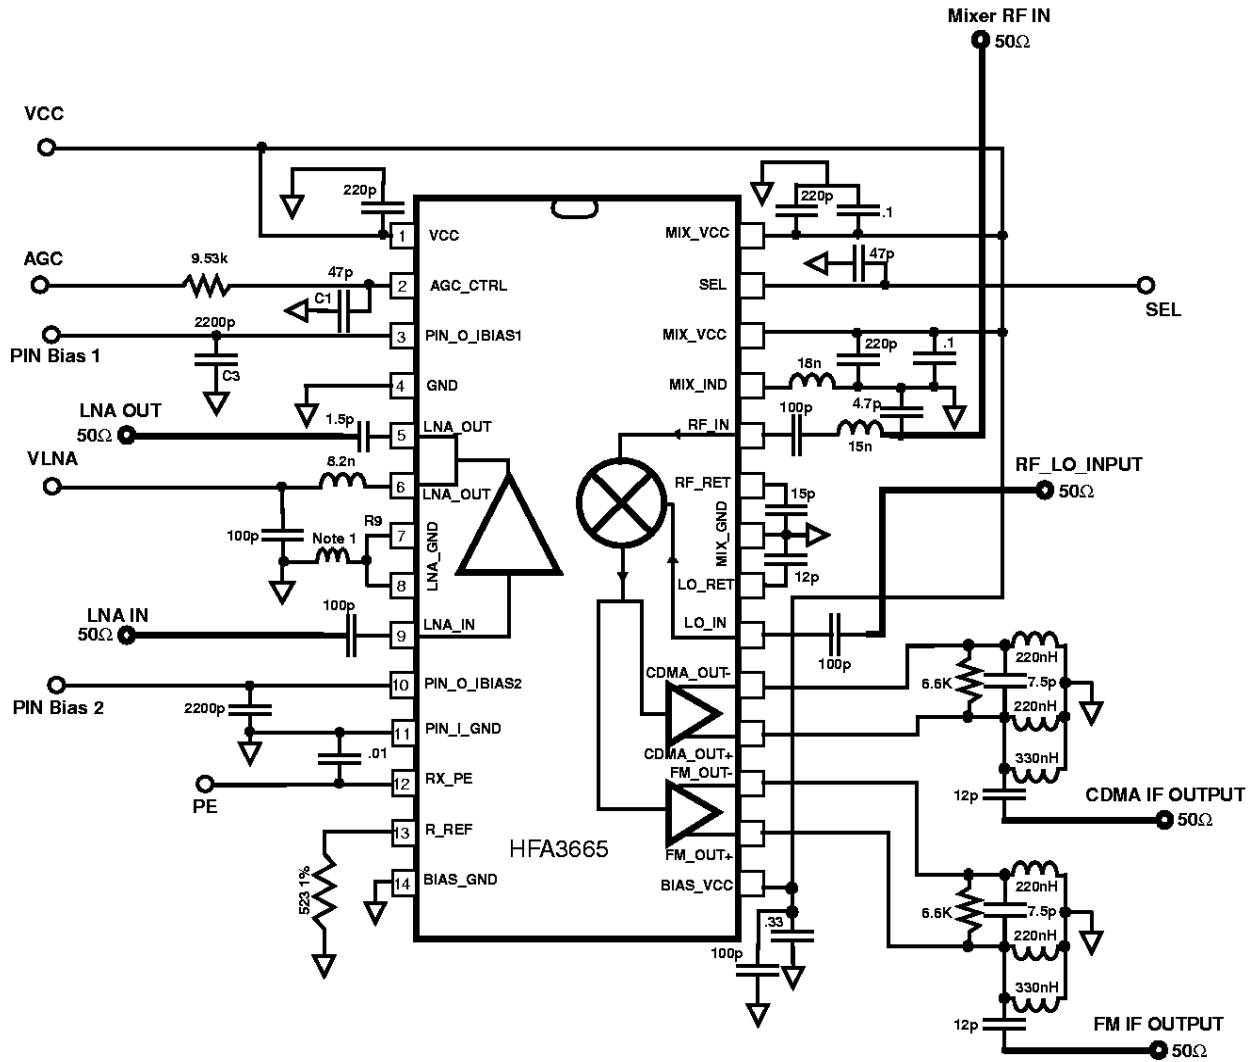 Mixer RF IN
50Ω
VCC
220p
220p
.1
1
VCC
MIX_VCC
AGC
9.53k
47p
47p
C1
2
AGC_CTRL
SEL
SEL
2200p
PIN Bias 1
3
PIN_O_IBIAS1
MIX_VCC
C3
220p
.1
4
GND
MIX_IND
18n
LNA OUT
50Ω
1.5p
5
LNA_OUT
RF_IN
100p
4.7p
15n
VLNA
8.2n
6
LNA_OUT
RF_RET
15p
RF_LO_INPUT
50Ω
100p
Note 1
R9
7
LNA_GND
MIX_GND
8
LO_RET
12p
LNA IN
50Ω
100p
9
LNA_IN
LO_IN
100p
220nH
6.6K
7.5p
220nH
330nH
PIN Bias 2
2200p
10
PIN_O_IBIAS2
CDMA_OUT-
11
PIN_I_GND
CDMA_OUT+
.01
PE
12
RX_PE
FM_OUT-
12p
CDMA IF OUTPUT
50Ω
13
R_REF
HFA3665
FM_OUT+
523 1%
14
BIAS_GND
BIAS_VCC
.33
100p
220nH
6.6K
7.5p
220nH
330nH
12p
FM IF OUTPUT
50Ω